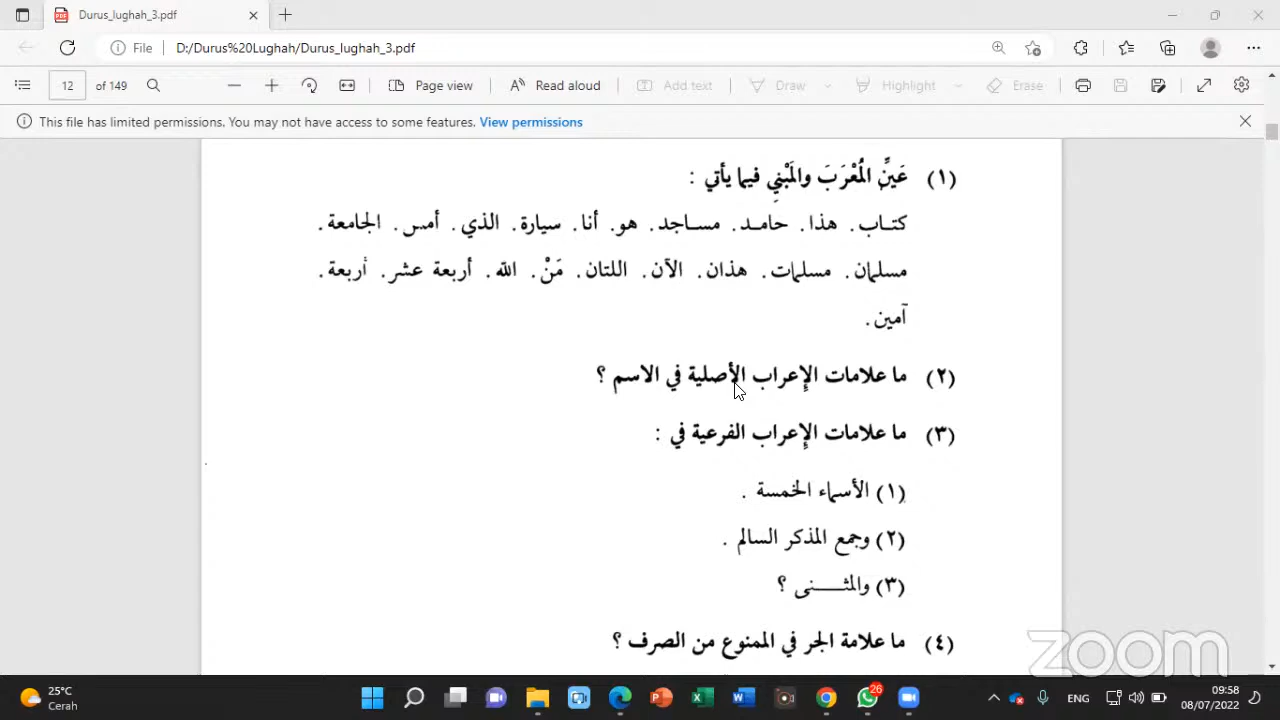 Durus_lughah_3.pdf
File D:/Durus%20Lughah/Durus_lughah_3.pdf
12 of 149 Page view Read aloud Add text Draw Highlight Erase
This file has limited permissions. You may not have access to some features. View permissions
(١) عَيِّنِ المُعْرَبَ والمَبْنِي فيما يأتي :
كتـاب. هذا. حامـد. مسـاجد. هو. أنا. سيارة. الذي. أمس. الجامعة.
مسلمان. مسلمات. هذان. الآن. اللتان. مَنْ. الله. أربعة عشر. أربعة.
آمين.
(٢) ما علامات الإعراب الأصلية في الاسم ؟
(٣) ما علامات الإعراب الفرعية في :
(١) الأسماء الخمسة .
(٢) وجمع المذكر السالم .
(٣) والمثـــنى ؟
(٤) ما علامة الجر في الممنوع من الصرف ؟
zoom
25°C
Cerah
26
ENG
09:58
08/07/2022